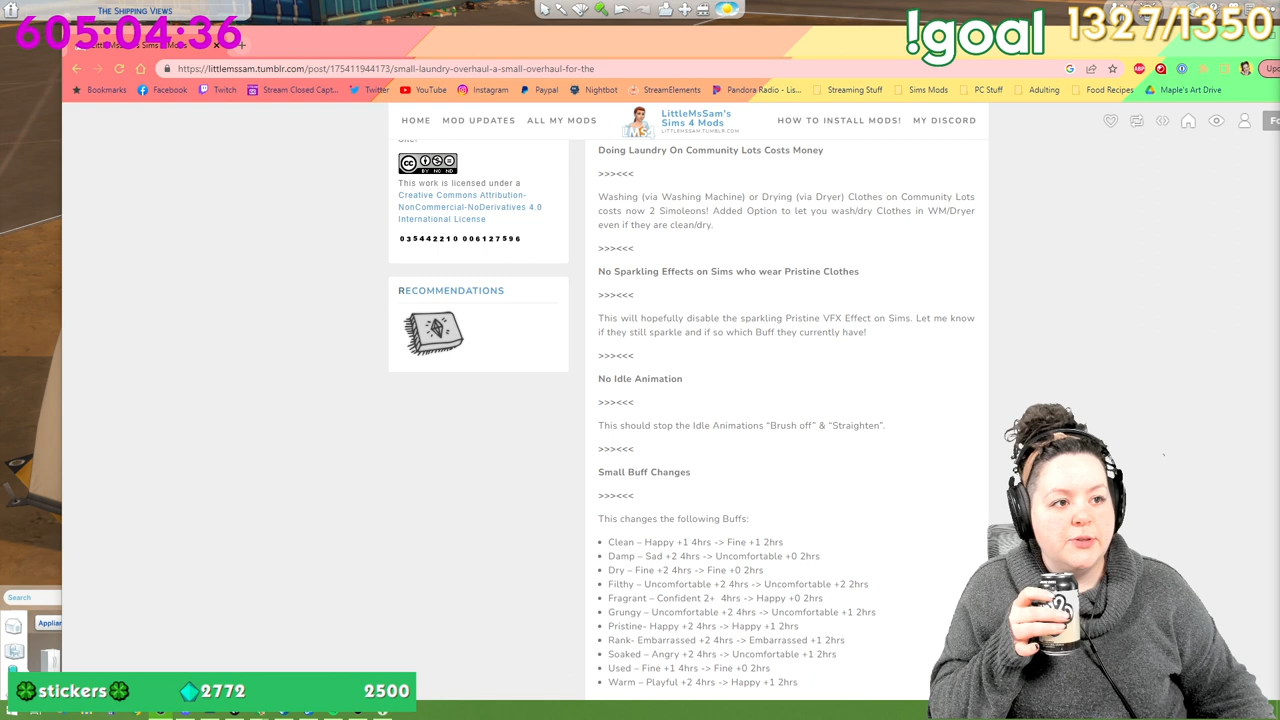 THE SHIPPING VIEWS
605:04:36
!goal
1327/1350
https://littlemssam.tumblr.com/post/175411944173/small-laundry-overhaul-a-small-overhaul-for-the
Bookmarks Facebook Twitch Stream Closed Capt... Twitter YouTube Instagram Paypal Nightbot StreamElements Pandora Radio - Lis... Streaming Stuff Sims Mods PC Stuff Adulting Food Recipes Maple's Art Drive
HOME MOD UPDATES ALL MY MODS
LittleMsSam's
Sims 4 Mods
LITTLEMSSAM.TUMBLR.COM
LMS
HOW TO INSTALL MODS! MY DISCORD
This work is licensed under a
Creative Commons Attribution-
NonCommercial-NoDerivatives 4.0
International License
035442210 006127596
RECOMMENDATIONS
Doing Laundry On Community Lots Costs Money
>>><<<
Washing (via Washing Machine) or Drying (via Dryer) Clothes on Community Lots
costs now 2 Simoleons! Added Option to let you wash/dry Clothes in WM/Dryer
even if they are clean/dry.
>>><<<
No Sparkling Effects on Sims who wear Pristine Clothes
>>><<<
This will hopefully disable the sparkling Pristine VFX Effect on Sims. Let me know
if they still sparkle and if so which Buff they currently have!
>>><<<
No Idle Animation
>>><<<
This should stop the Idle Animations “Brush off” & “Straighten”.
>>><<<
Small Buff Changes
>>><<<
This changes the following Buffs:
Clean – Happy +1 4hrs -> Fine +1 2hrs
Damp – Sad +2 4hrs -> Uncomfortable +0 2hrs
Dry – Fine +2 4hrs -> Fine +0 2hrs
Filthy – Uncomfortable +2 4hrs -> Uncomfortable +2 2hrs
Fragrant – Confident 2+ 4hrs -> Happy +0 2hrs
Grungy – Uncomfortable +2 4hrs -> Uncomfortable +1 2hrs
Pristine- Happy +2 4hrs -> Happy +1 2hrs
Rank- Embarrassed +2 4hrs -> Embarrassed +1 2hrs
Soaked – Angry +2 4hrs -> Uncomfortable +1 2hrs
Used – Fine +1 4hrs -> Fine +0 2hrs
Warm – Playful +2 4hrs -> Happy +1 2hrs
Search
🍀stickers🍀 2772 2500